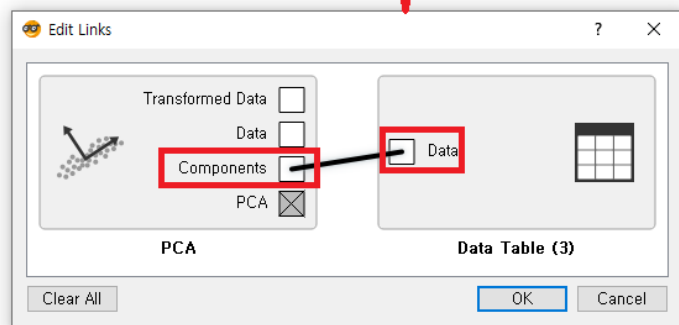 Edit Links
Transformed Data
Data
Components
PCA
Data
PCA
Data Table (3)
Clear All
OK
Cancel